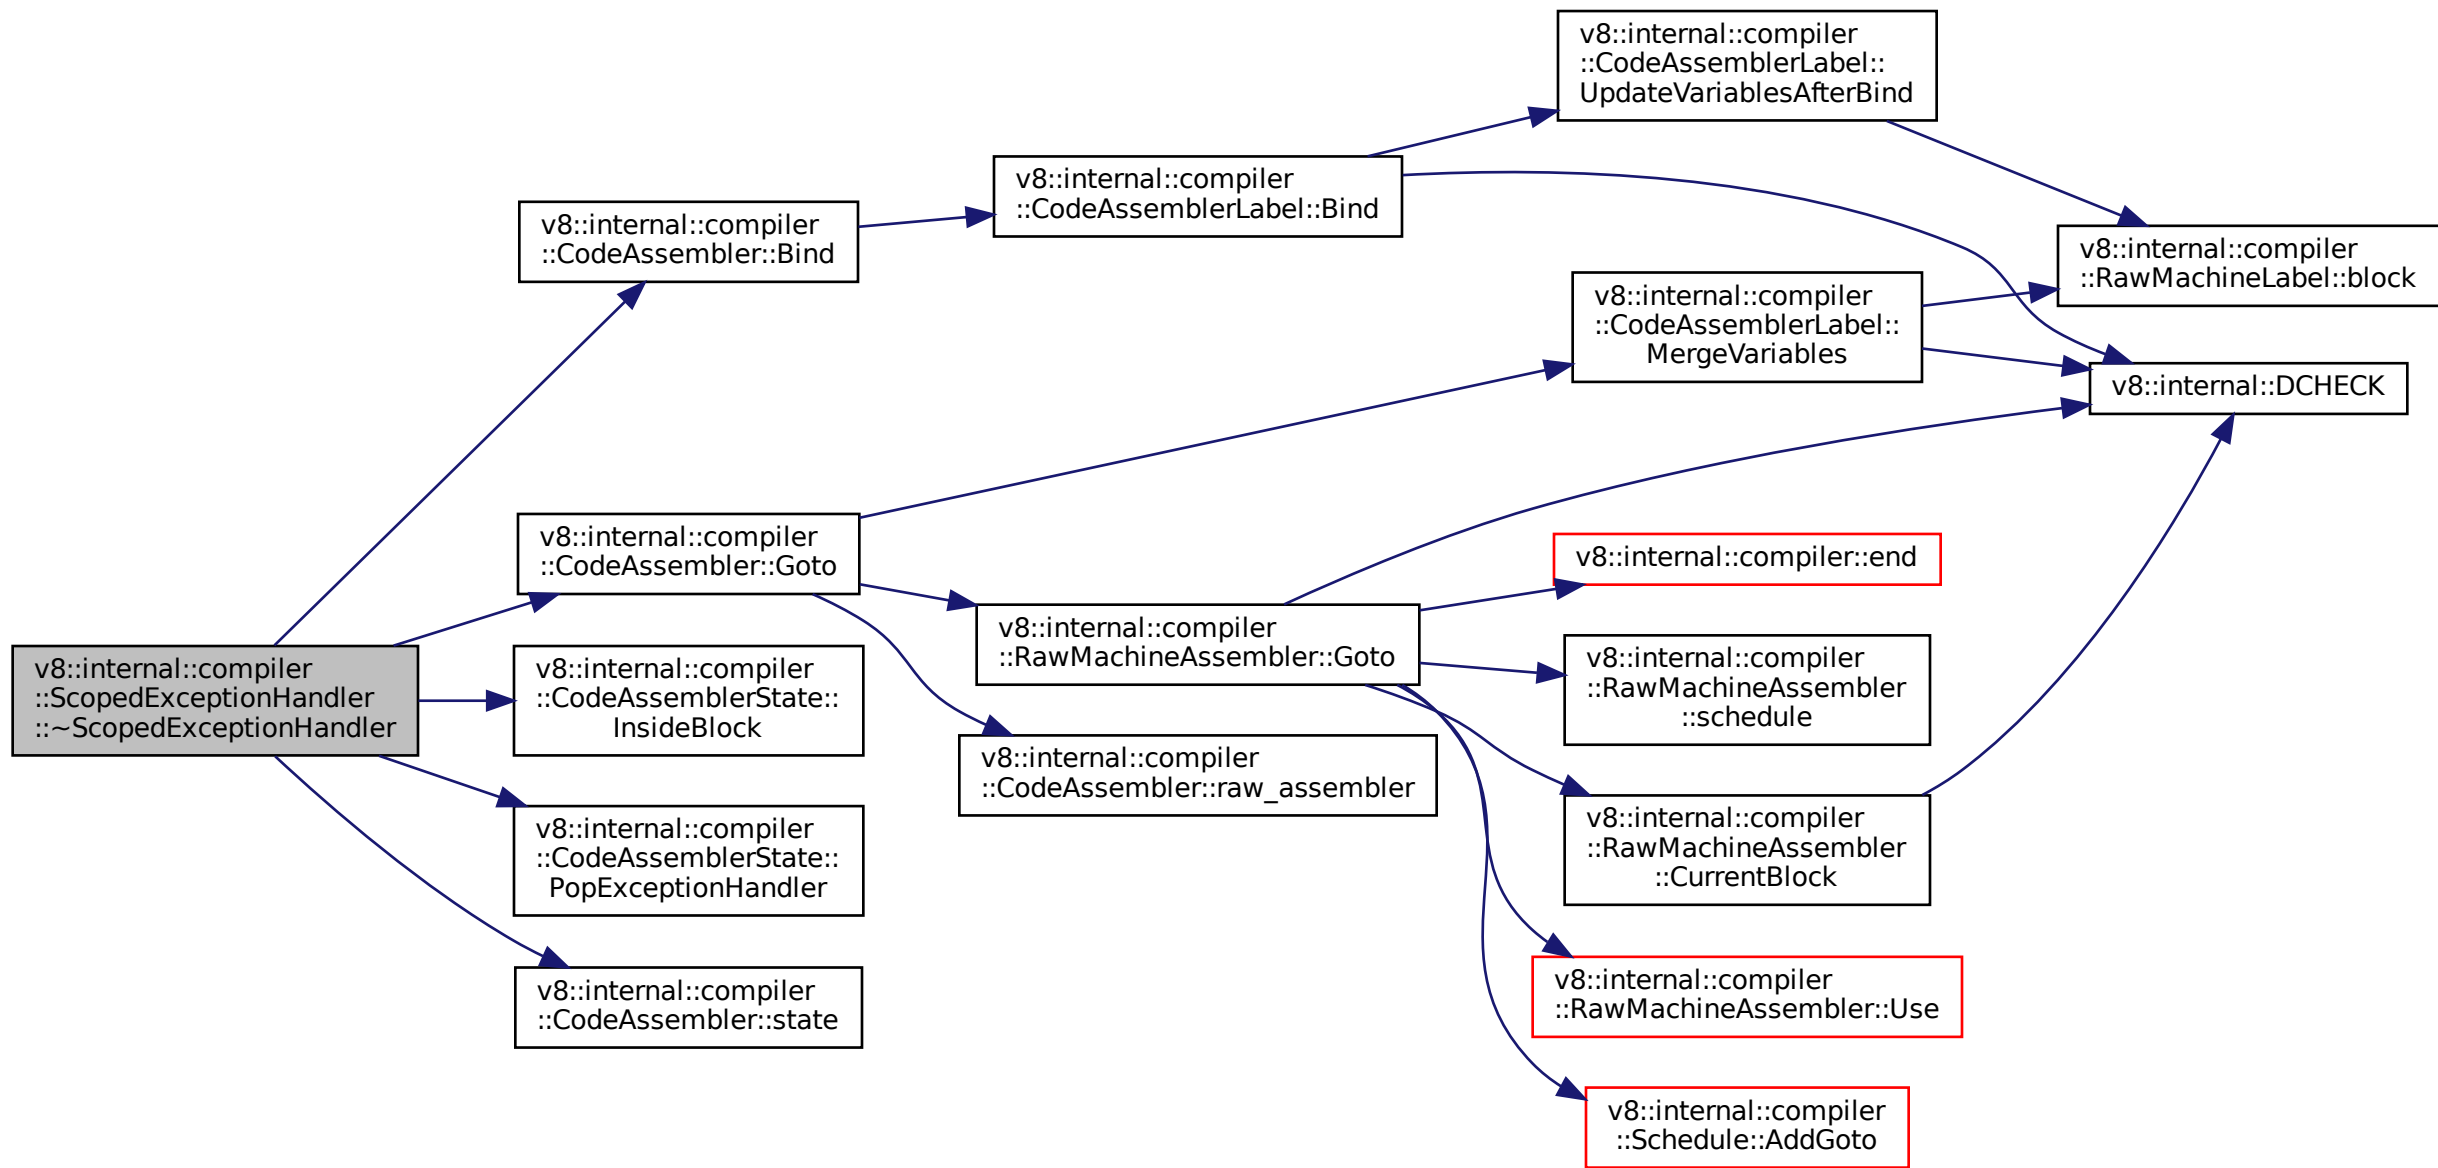 v8::internal::compiler
::ScopedExceptionHandler
::~ScopedExceptionHandler
v8::internal::compiler
::CodeAssembler::Bind
v8::internal::compiler
::CodeAssembler::Goto
v8::internal::compiler
::CodeAssemblerState::
InsideBlock
v8::internal::compiler
::CodeAssemblerState::
PopExceptionHandler
v8::internal::compiler
::CodeAssembler::state
v8::internal::compiler
::CodeAssemblerLabel::Bind
v8::internal::compiler
::RawMachineAssembler::Goto
v8::internal::compiler
::CodeAssembler::raw_assembler
v8::internal::compiler
::CodeAssemblerLabel::
UpdateVariablesAfterBind
v8::internal::compiler
::CodeAssemblerLabel::
MergeVariables
v8::internal::compiler::end
v8::internal::compiler
::RawMachineAssembler
::schedule
v8::internal::compiler
::RawMachineAssembler
::CurrentBlock
v8::internal::compiler
::RawMachineAssembler::Use
v8::internal::compiler
::Schedule::AddGoto
v8::internal::compiler
::RawMachineLabel::block
v8::internal::DCHECK